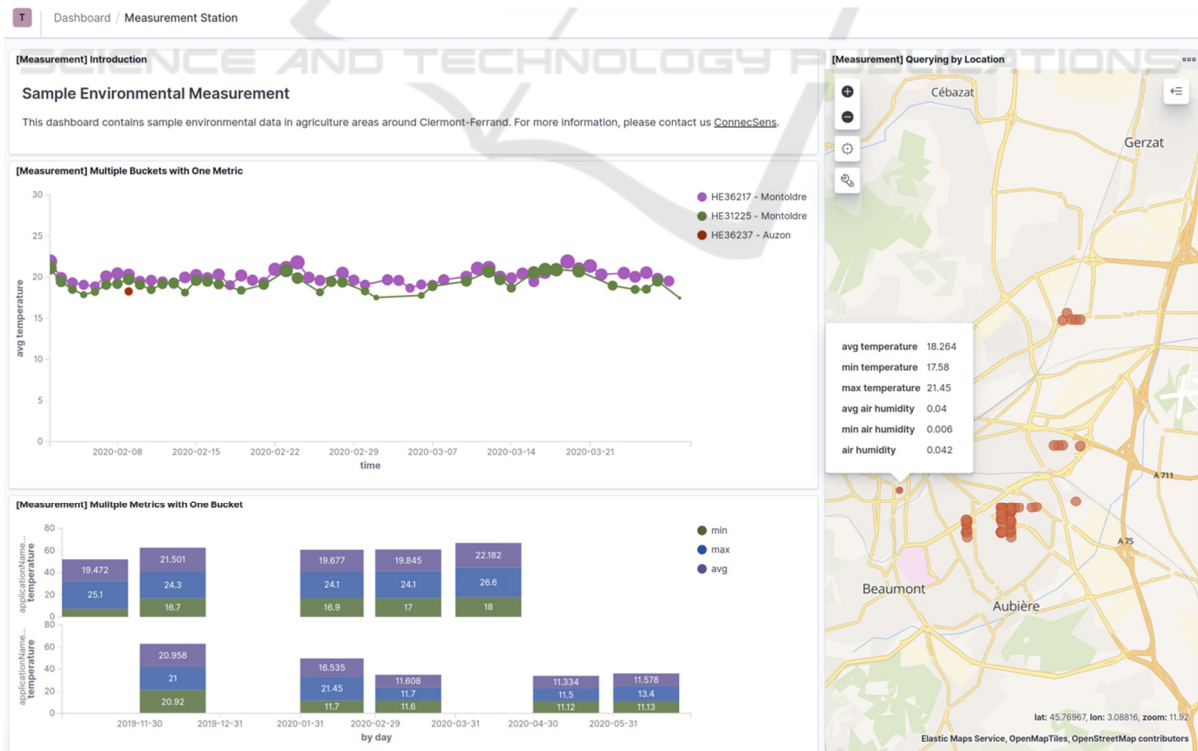 T
Dashboard / Measurement Station
SCIENCE AND TECHNOLOGY PUBLICATIONS
[Measurement] Introduction
Sample Environmental Measurement
This dashboard contains sample environmental data in agriculture areas around Clermont-Ferrand. For more information, please contact us ConnecSens.
[Measurement] Multiple Buckets with One Metric
30
25
20
15
10
5
0
avg temperature
2020-02-08 2020-02-15 2020-02-22 2020-02-29 2020-03-07 2020-03-14 2020-03-21
time
HE36217 - Montoldre
HE31225 - Montoldre
HE36237 - Auzon
[Measurement] Mulitple Metrics with One Bucket
80
60
40
20
0
applicationName...
temperature
19.472 21.501 19.677 19.845 22.182
25.1 24.3 24.1 24.1 26.6
16.7 16.9 17 18
min
max
avg
80
60
40
20
0
applicationName...
temperature
20.958 16.535 11.608 11.334 11.578
21 21.45 11.7 11.5 13.4
20.92 11.7 11.6 11.12 11.13
2019-11-30 2019-12-31 2020-01-31 2020-02-29 2020-03-31 2020-04-30 2020-05-31
by day
[Measurement] Querying by Location
Cébazat
Gerzat
avg temperature 18.264
min temperature 17.58
max temperature 21.45
avg air humidity 0.04
min air humidity 0.006
air humidity 0.042
A 711
A 75
Beaumont
Aubière
lat: 45.76967, lon: 3.08816, zoom: 11.92
Elastic Maps Service, OpenMapTiles, OpenStreetMap contributors